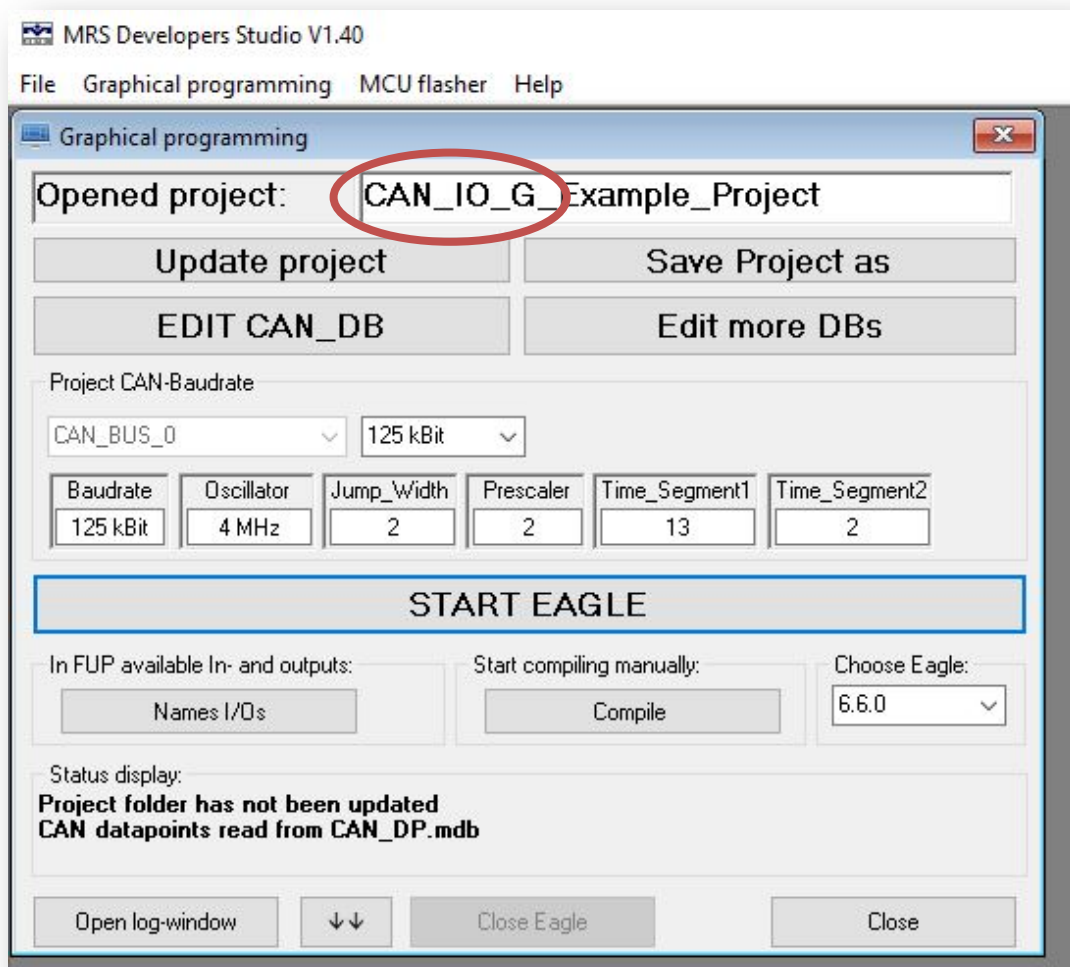 MRS Developers Studio V1.40
File Graphical programming MCU flasher Help
Graphical programming
Opened project: CAN_IO_G_Example_Project
Update project Save Project as
EDIT CAN_DB Edit more DBs
Project CAN-Baudrate
CAN_BUS_0 125 kBit
Baudrate Oscillator Jump_Width Prescaler Time_Segment1 Time_Segment2
125 kBit 4 MHz 2 2 13 2
START EAGLE
In FUP available In- and outputs: Start compiling manually: Choose Eagle:
Names I/Os Compile 6.6.0
Status display:
Project folder has not been updated
CAN datapoints read from CAN_DP.mdb
Open log-window ↓↓ Close Eagle Close